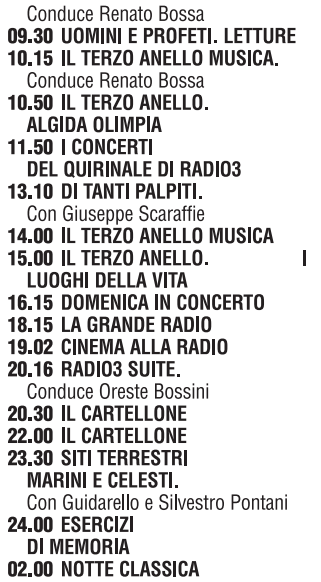 Conduce Renato Bossa
09.30 UOMINI E PROFETI. LETTURE
10.15 IL TERZO ANELLO MUSICA.
Conduce Renato Bossa
10.50 IL TERZO ANELLO.
ALGIDA OLIMPIA
11.50 I CONCERTI
DEL QUIRINALE DI RADIO3
13.10 DI TANTI PALPITI.
Con Giuseppe Scaraffie
14.00 IL TERZO ANELLO MUSICA
15.00 IL TERZO ANELLO. I
LUOGHI DELLA VITA
16.15 DOMENICA IN CONCERTO
18.15 LA GRANDE RADIO
19.02 CINEMA ALLA RADIO
20.16 RADIO3 SUITE.
Conduce Oreste Bossini
20.30 IL CARTELLONE
22.00 IL CARTELLONE
23.30 SITI TERRESTRI
MARINI E CELESTI.
Con Guidarello e Silvestro Pontani
24.00 ESERCIZI
DI MEMORIA
02.00 NOTTE CLASSICA